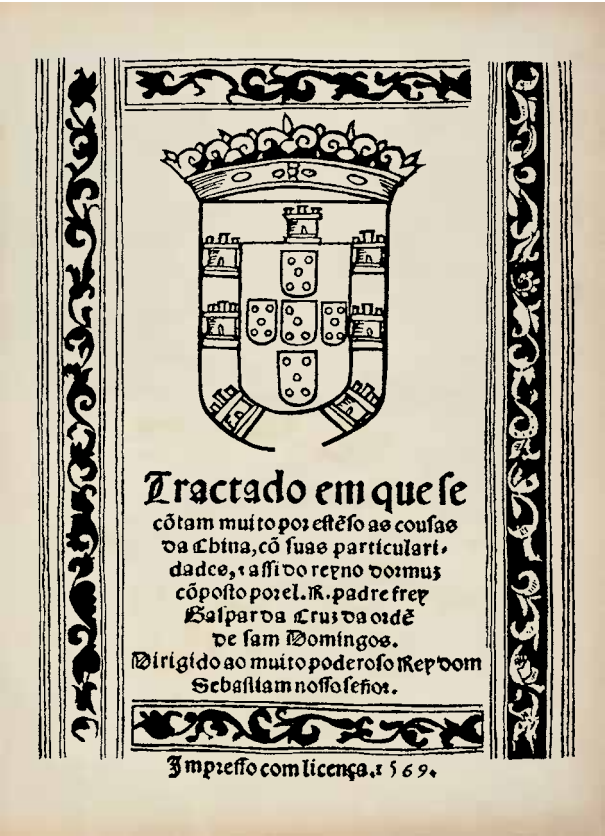 Tractado em que ſe
cõtam muito por eſtẽſo as couſas
da China, cõ ſuas particulari-
dades, ⁊ aſſi do reyno dormuz
cõpoſto por el. R. padre frey
Gaſpar da Cruz da ordẽ
de ſam Domingos.
Dirigido ao muito poderoſo Rey dom
Sebaſtiam noſſo ſeñor.
Impreſſo com licença. 1569.